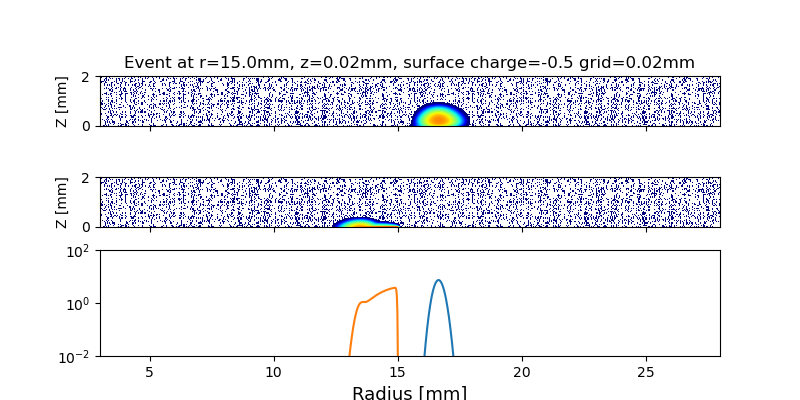 Event at r=15.0mm, z=0.02mm, surface charge=-0.5 grid=0.02mm
2
Z [mm]
0
2
Z [mm]
0
10²
10⁰
10⁻²
5 10 15 20 25
Radius [mm]